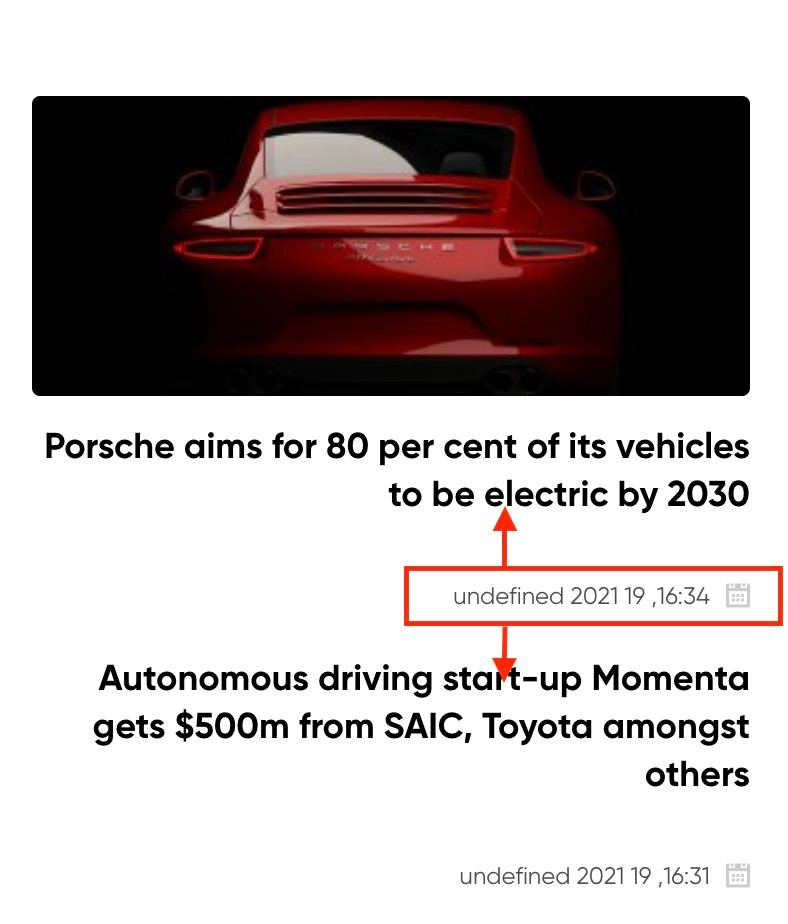 PORSCHE
Porsche aims for 80 per cent of its vehicles
to be electric by 2030
undefined 2021 19 ,16:34
Autonomous driving start-up Momenta
gets $500m from SAIC, Toyota amongst
others
undefined 2021 19 ,16:31